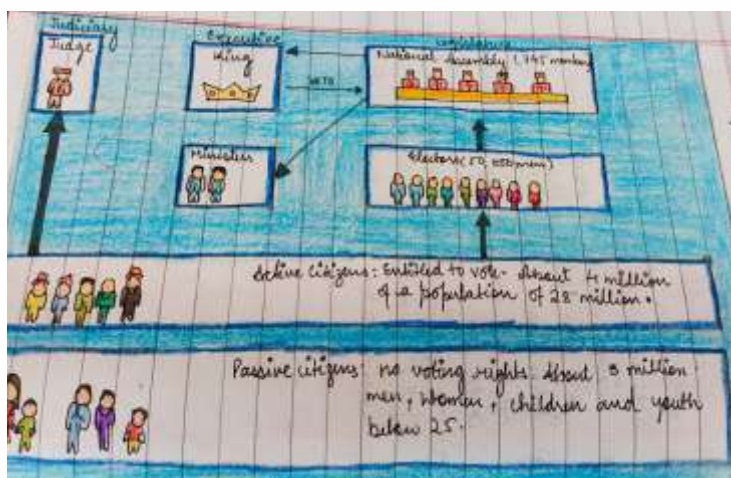 Judiciary
Judge
Executive
King
VETO
Legislature
National Assembly (745 members)
Ministers
Electors (50,000 men)
Active citizens: Entitled to vote. About 4 million
of a population of 28 million.
Passive citizens: no voting rights. About 3 million
men, women, children and youth
below 25.